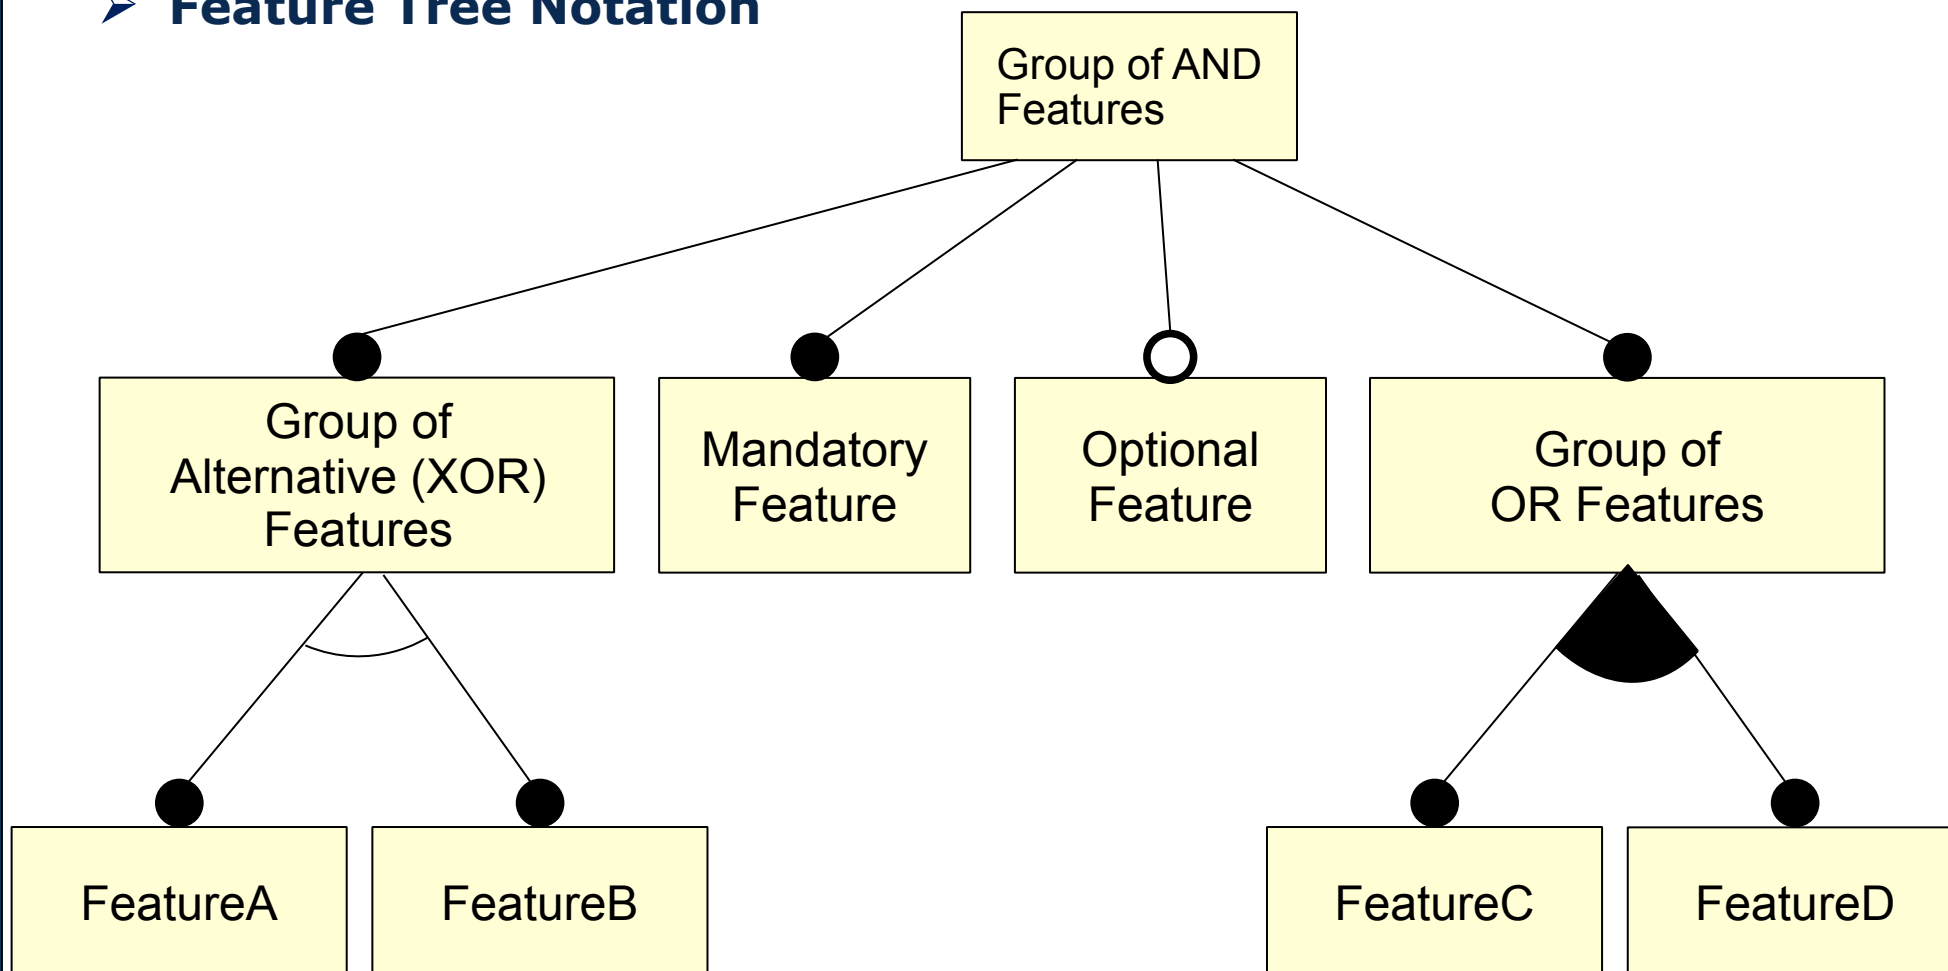 Feature Tree Notation
Group of AND
Features
Group of
Alternative (XOR)
Features
Mandatory
Feature
Optional
Feature
Group of
OR Features
FeatureA
FeatureB
FeatureC
FeatureD